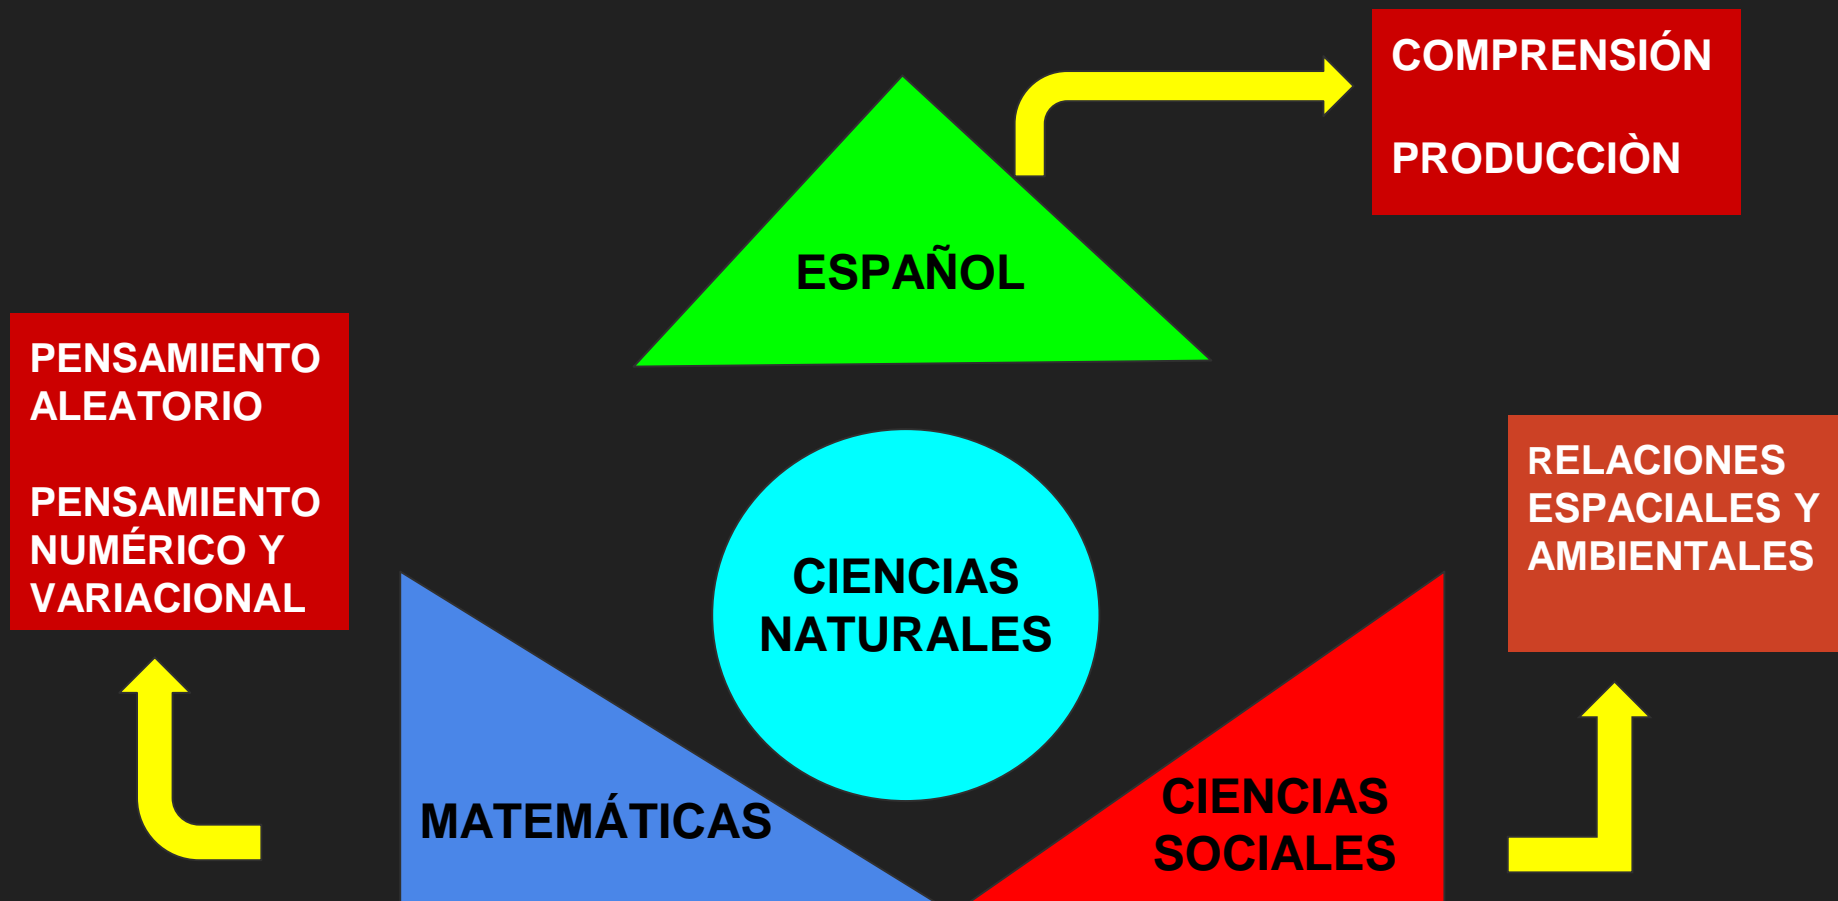 COMPRENSIÓN
PRODUCCIÒN
ESPAÑOL
PENSAMIENTO
ALEATORIO
PENSAMIENTO
NUMÉRICO Y
VARIACIONAL
RELACIONES
ESPACIALES Y
AMBIENTALES
CIENCIAS
NATURALES
MATEMÁTICAS
CIENCIAS
SOCIALES